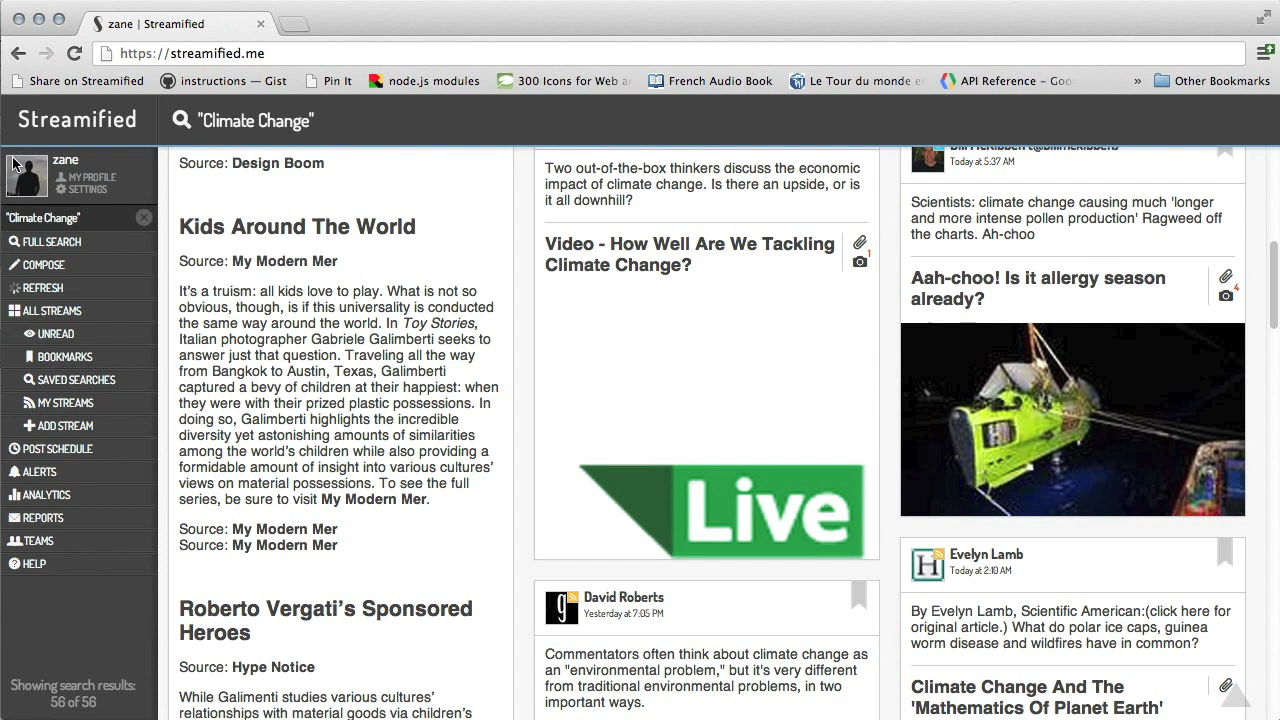 zane | Streamified
https://streamified.me
Share on Streamified
instructions — Gist
Pin It
node.js modules
300 Icons for Web
French Audio Book
Le Tour du monde
API Reference –
»
Other Bookmarks
Streamified
"Climate Change"
zane
MY PROFILE
SETTINGS
"Climate Change"
FULL SEARCH
COMPOSE
REFRESH
ALL STREAMS
UNREAD
BOOKMARKS
SAVED SEARCHES
MY STREAMS
ADD STREAM
POST SCHEDULE
ALERTS
ANALYTICS
REPORTS
TEAMS
HELP
Showing search results:
56 of 56
Source: Design Boom
Kids Around The World
Source: My Modern Mer
It's a truism: all kids love to play. What is not so
obvious, though, is if this universality is conducted
the same way around the world. In Toy Stories,
Italian photographer Gabriele Galimberti seeks to
answer just that question. Traveling all the way
from Bangkok to Austin, Texas, Galimberti
captured a bevy of children at their happiest: when
they were with their prized plastic possessions. In
doing so, Galimberti highlights the incredible
diversity yet astonishing amounts of similarities
among the world's children while also providing a
formidable amount of insight into various cultures'
views on material possessions. To see the full
series, be sure to visit My Modern Mer.
Source: My Modern Mer
Source: My Modern Mer
Roberto Vergati's Sponsored
Heroes
Source: Hype Notice
While Galimenti studies various cultures'
relationships with material goods via children's
Two out-of-the-box thinkers discuss the economic
impact of climate change. Is there an upside, or is
it all downhill?
Video - How Well Are We Tackling
Climate Change?
1
Live
g
David Roberts
Yesterday at 7:05 PM
Commentators often think about climate change as
an "environmental problem," but it's very different
from traditional environmental problems, in two
important ways.
Bill McKibben @billmckibben
Today at 5:37 AM
Scientists: climate change causing much 'longer
and more intense pollen production' Ragweed off
the charts. Ah-choo
Aah-choo! Is it allergy season
already?
4
H
Evelyn Lamb
Today at 2:10 AM
By Evelyn Lamb, Scientific American:(click here for
original article.) What do polar ice caps, guinea
worm disease and wildfires have in common?
Climate Change And The
'Mathematics Of Planet Earth'